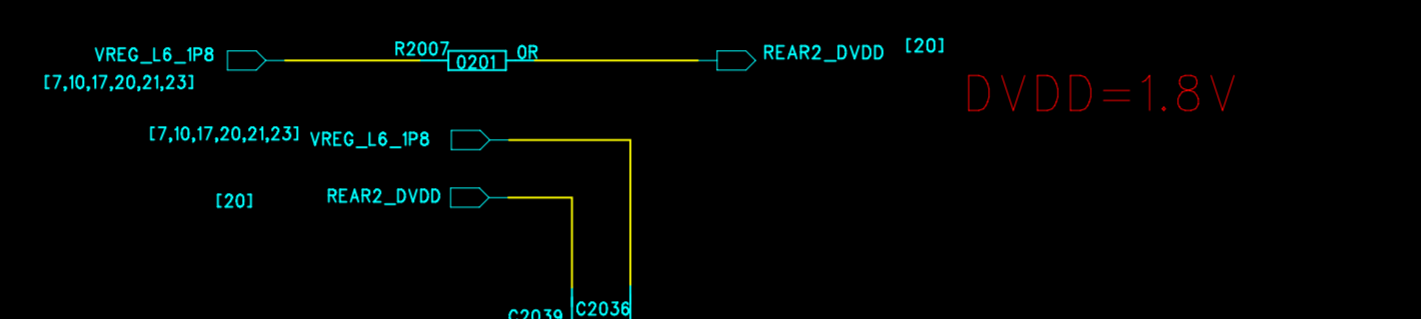 VREG_L6_1P8
[7,10,17,20,21,23]
R2007
0201
0R
REAR2_DVDD
[20]
DVDD=1.8V
[7,10,17,20,21,23]
VREG_L6_1P8
[20]
REAR2_DVDD
C2039
C2036